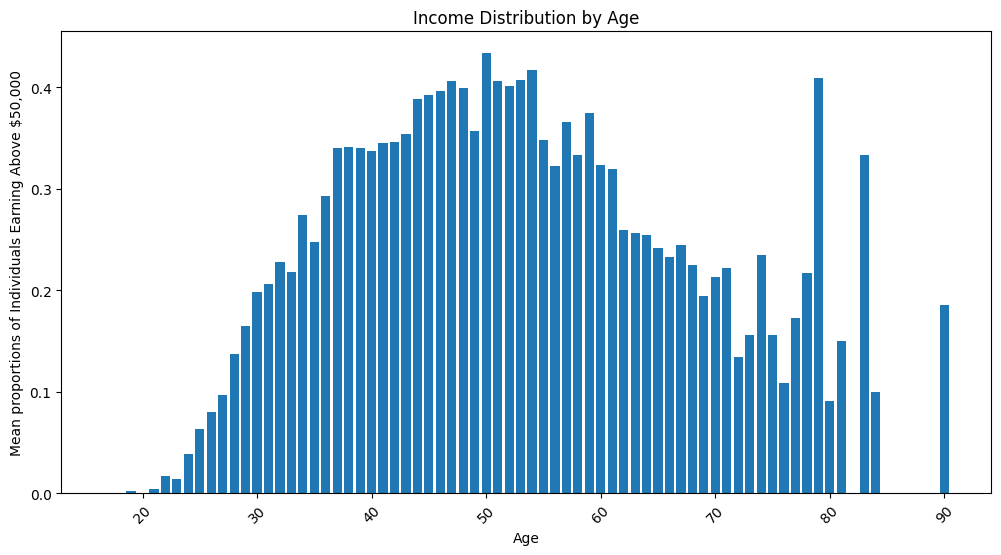 Income Distribution by Age
Mean proportions of Individuals Earning Above $50,000
0.4
0.3
0.2
0.1
0.0
20 30 40 50 60 70 80 90
Age